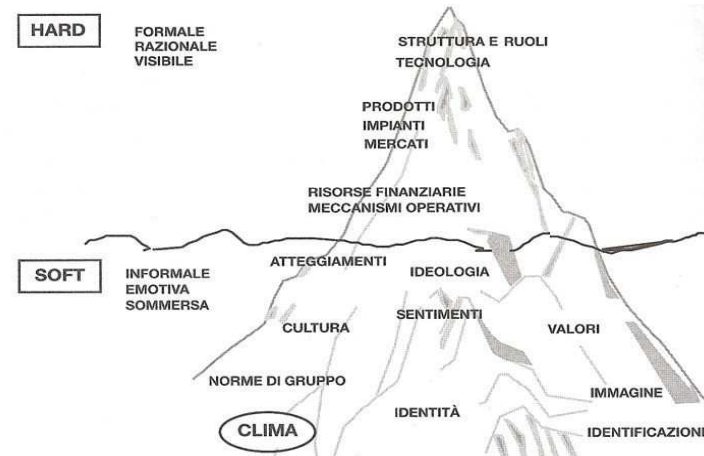 HARD
FORMALE
RAZIONALE
VISIBILE
STRUTTURA E RUOLI
TECNOLOGIA
PRODOTTI
IMPIANTI
MERCATI
RISORSE FINANZIARIE
MECCANISMI OPERATIVI
SOFT
INFORMALE
EMOTIVA
SOMMERSA
ATTEGGIAMENTI
IDEOLOGIA
CULTURA
SENTIMENTI
VALORI
NORME DI GRUPPO
IMMAGINE
CLIMA
IDENTITÀ
IDENTIFICAZIONE